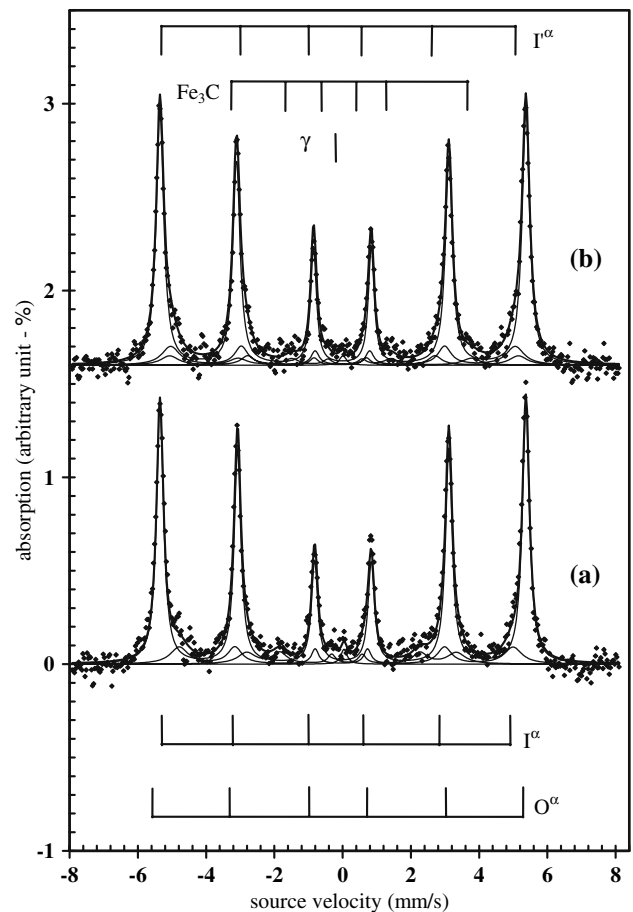 I'α
Fe₃C
γ
3
(b)
2
absorption (arbitrary unit - %)
1
(a)
0
Iα
Oα
-1
-8 -6 -4 -2 0 2 4 6 8
source velocity (mm/s)